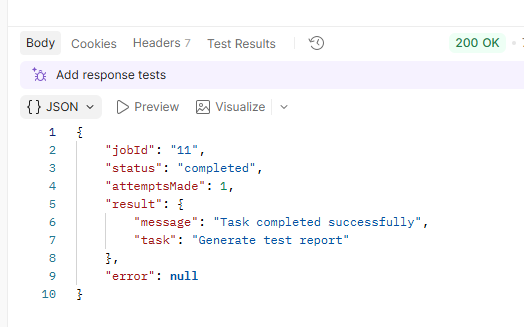 Body Cookies Headers 7 Test Results 200 OK
Add response tests
{} JSON Preview Visualize
1 {
2 "jobId": "11",
3 "status": "completed",
4 "attemptsMade": 1,
5 "result": {
6 "message": "Task completed successfully",
7 "task": "Generate test report"
8 },
9 "error": null
10 }